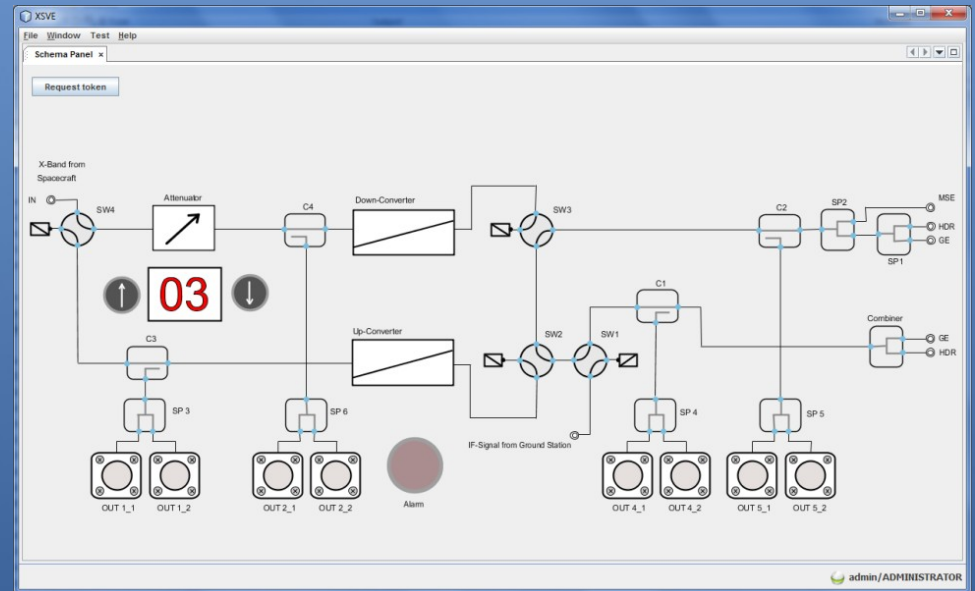 XSVE
File Window Test Help
Schema Panel
Request token
X-Band from
Spacecraft
IN
SW4
Attenuator
C4
Down-Converter
SW3
C2
SP2
MSE
HDR
GE
SP1
03
C1
C3
Up-Converter
SW2
SW1
Combiner
GE
HDR
SP 3
SP 6
SP 4
SP 5
IF-Signal from Ground Station
OUT 1_1
OUT 1_2
OUT 2_1
OUT 2_2
Alarm
OUT 4_1
OUT 4_2
OUT 5_1
OUT 5_2
admin/ADMINISTRATOR